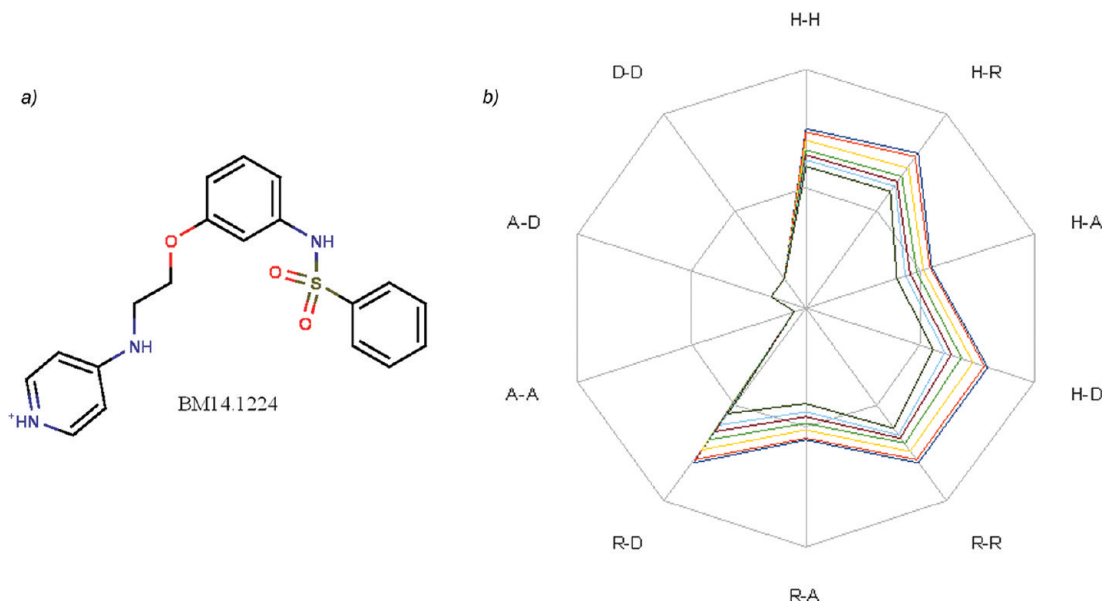 a)
b)
H-H
D-D
H-R
A-D
H-A
O
NH
O
S
O
NH
+HN
BM14.1224
A-A
H-D
R-D
R-R
R-A